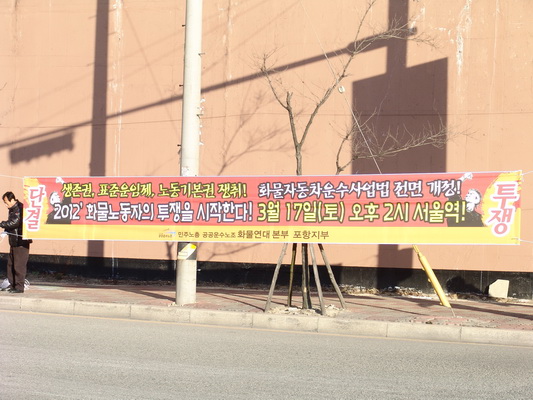 단결
생존권, 표준운임제, 노동기본권 쟁취! 화물자동차운수사업법 전면 개정!
2012' 화물노동자의 투쟁을 시작한다! 3월 17일(토) 오후 2시 서울역!
민주노총 공공운수노조 화물연대 본부 포항지부
투쟁